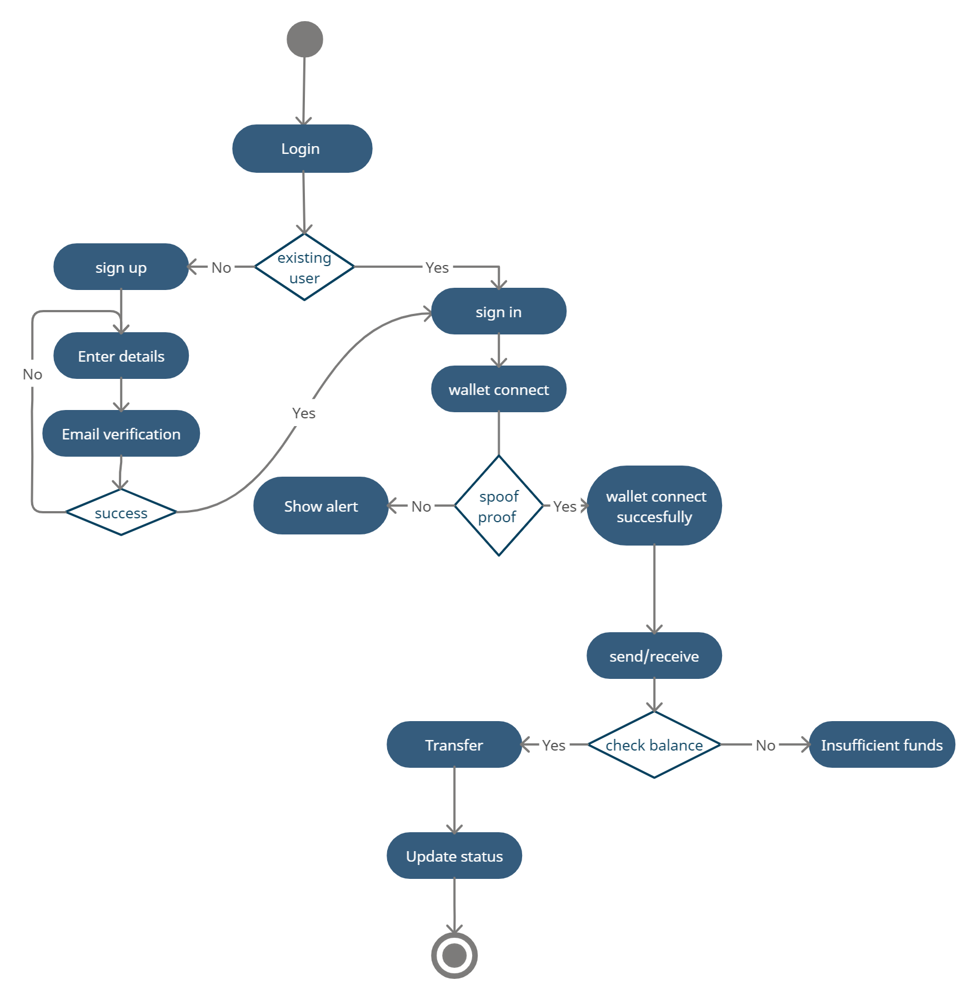 Login
existing
user
No
Yes
sign up
sign in
Enter details
No
wallet connect
Yes
Email verification
success
Show alert
No
spoof
proof
Yes
wallet connect
succesfully
send/receive
Transfer
Yes
check balance
No
Insufficient funds
Update status